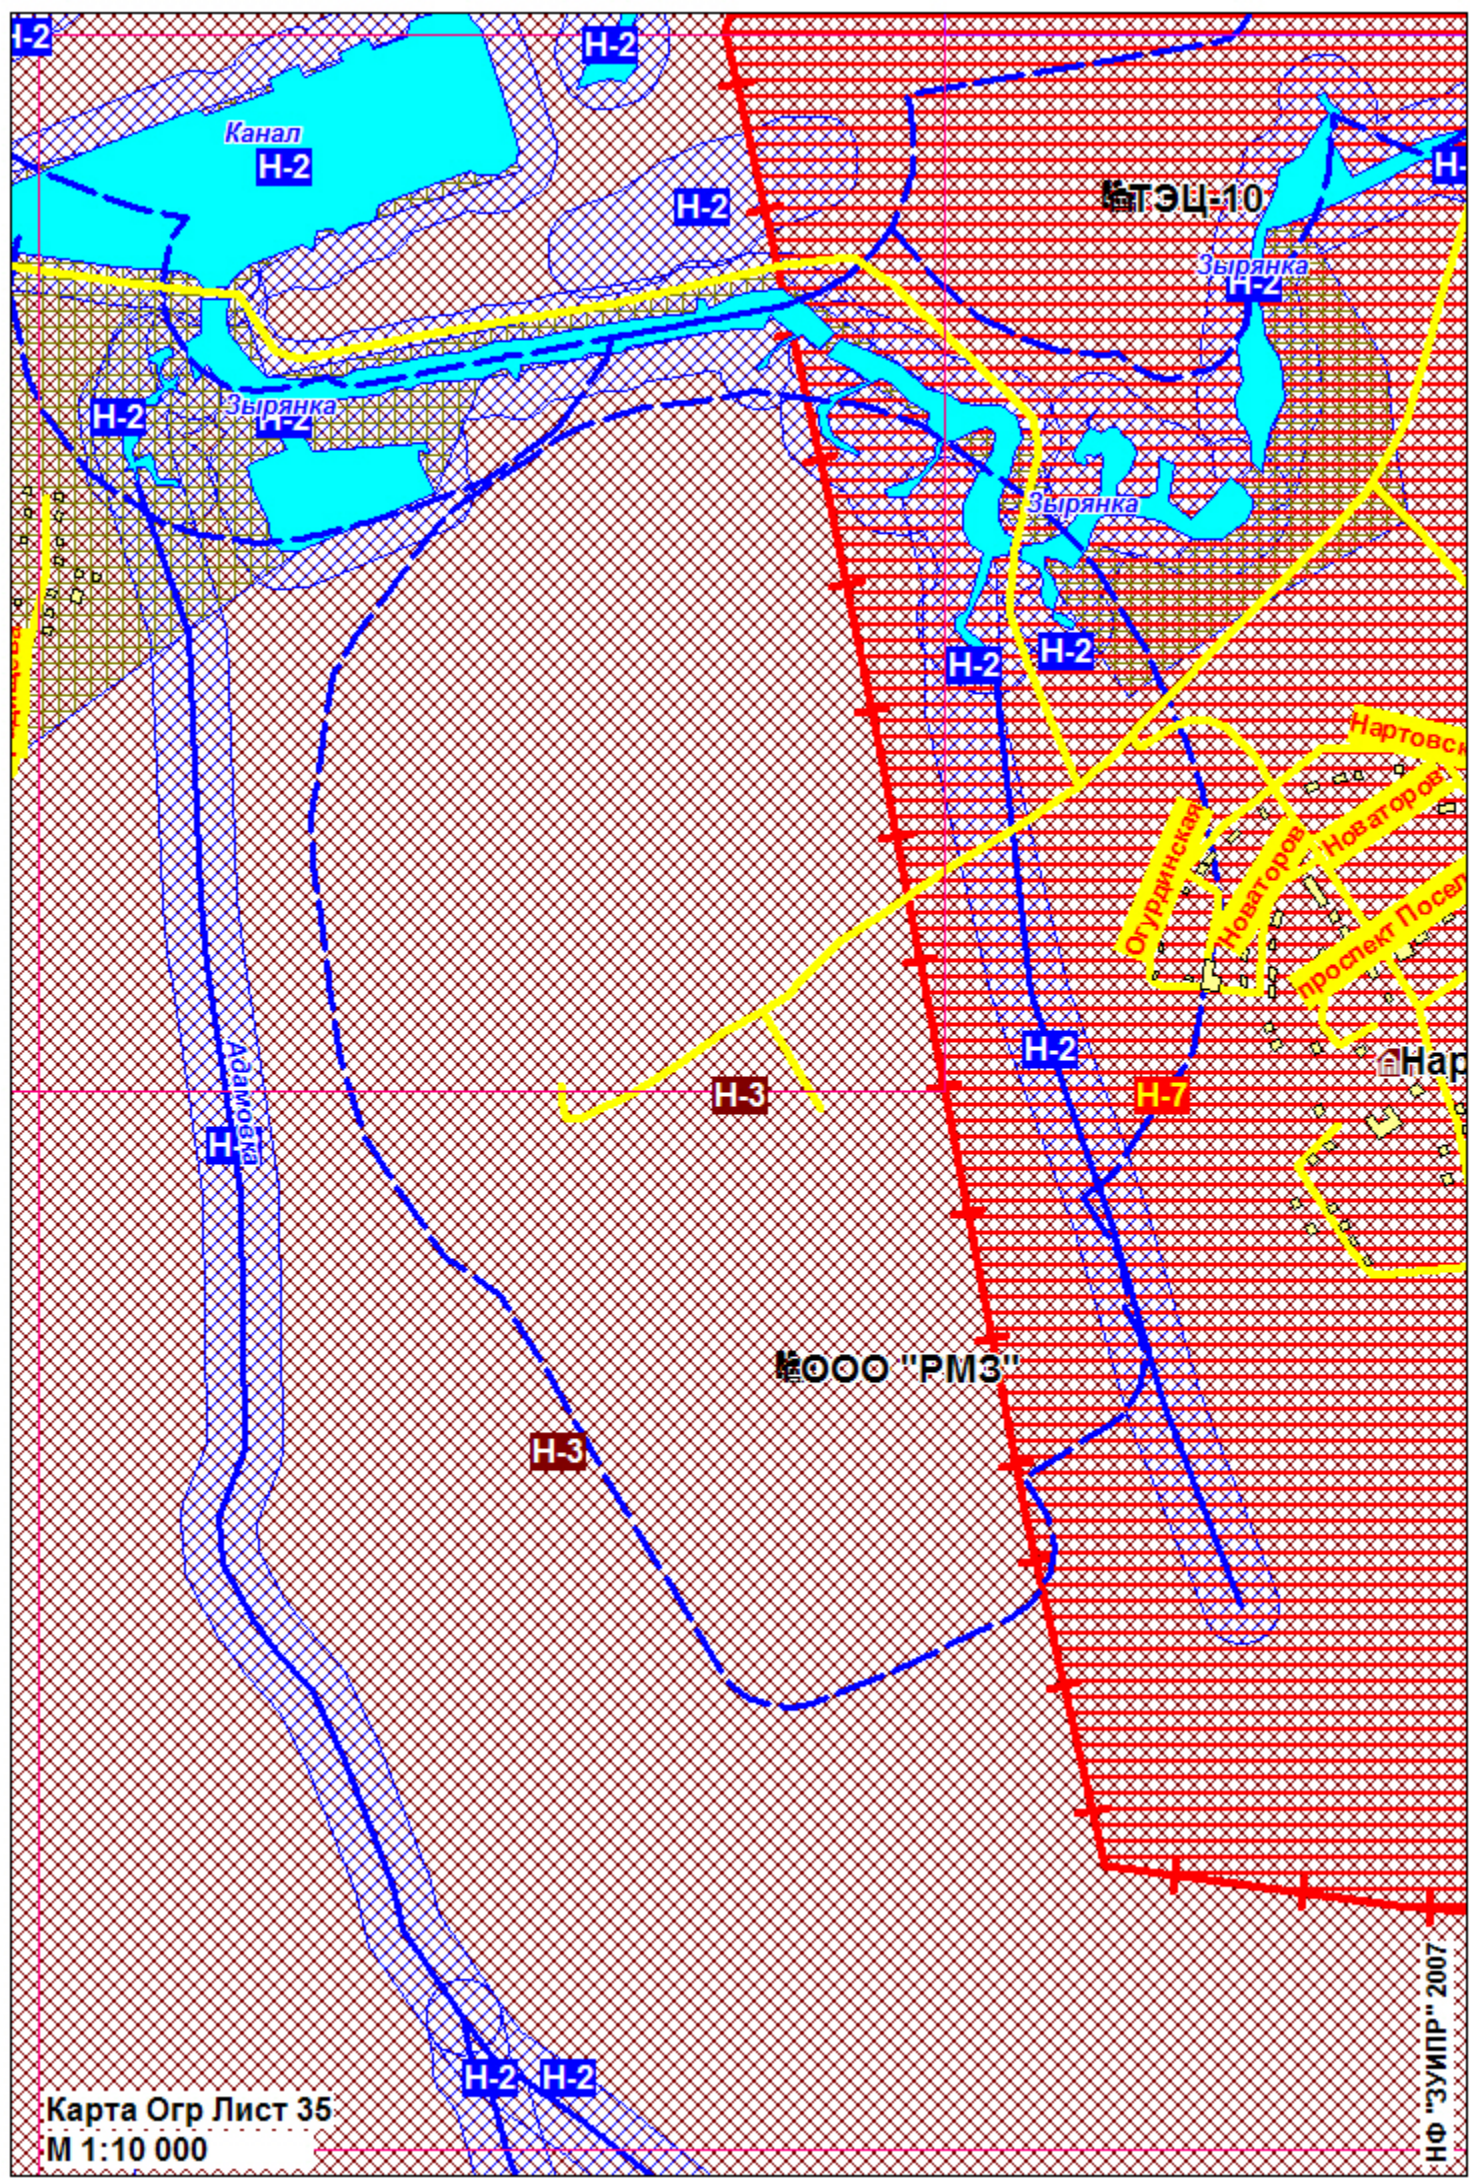 Н-2
Н-2
Канал
Н-2
Н-2
ТЭЦ-10
Зырянка
Н-2
Н-2
Зырянка
Н-2
Зырянка
Н-2
Н-2
Нартовск
Новаторов
Огурдинская
Новаторов
проспект Посел
Н-2
Нар
Н-3
Н-7
Адамовка
ООО "РМЗ"
Н-3
Н-2
Н-2
Карта Огр Лист 35
М 1:10 000
НФ "ЗУИПР" 2007